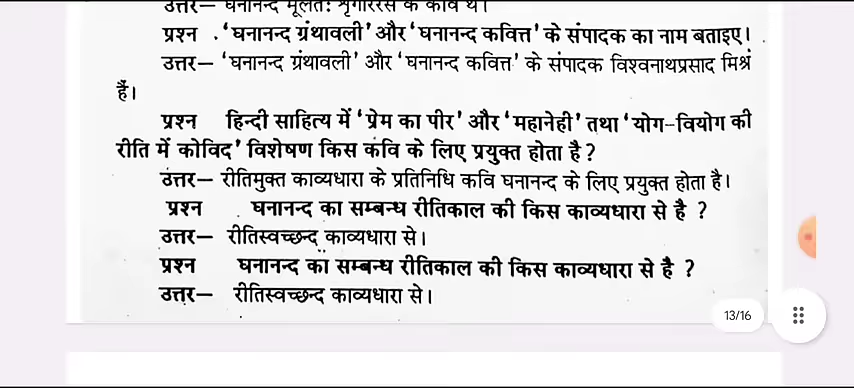 उत्तर— घनानन्द मूलतः शृंगाररस के कवि थे।
प्रश्न . ‘घनानन्द ग्रंथावली’ और ‘घनानन्द कवित्त’ के संपादक का नाम बताइए।
उत्तर— ‘घनानन्द ग्रंथावली’ और ‘घनानन्द कवित्त’ के संपादक विश्वनाथप्रसाद मिश्र
हैं।
प्रश्न हिन्दी साहित्य में ‘प्रेम का पीर’ और ‘महानेही’ तथा ‘योग-वियोग की
रीति में कोविद’ विशेषण किस कवि के लिए प्रयुक्त होता है ?
उत्तर— रीतिमुक्त काव्यधारा के प्रतिनिधि कवि घनानन्द के लिए प्रयुक्त होता है।
प्रश्न . घनानन्द का सम्बन्ध रीतिकाल की किस काव्यधारा से है ?
उत्तर— रीतिस्वच्छन्द काव्यधारा से।
प्रश्न घनानन्द का सम्बन्ध रीतिकाल की किस काव्यधारा से है ?
उत्तर— रीतिस्वच्छन्द काव्यधारा से।
13/16